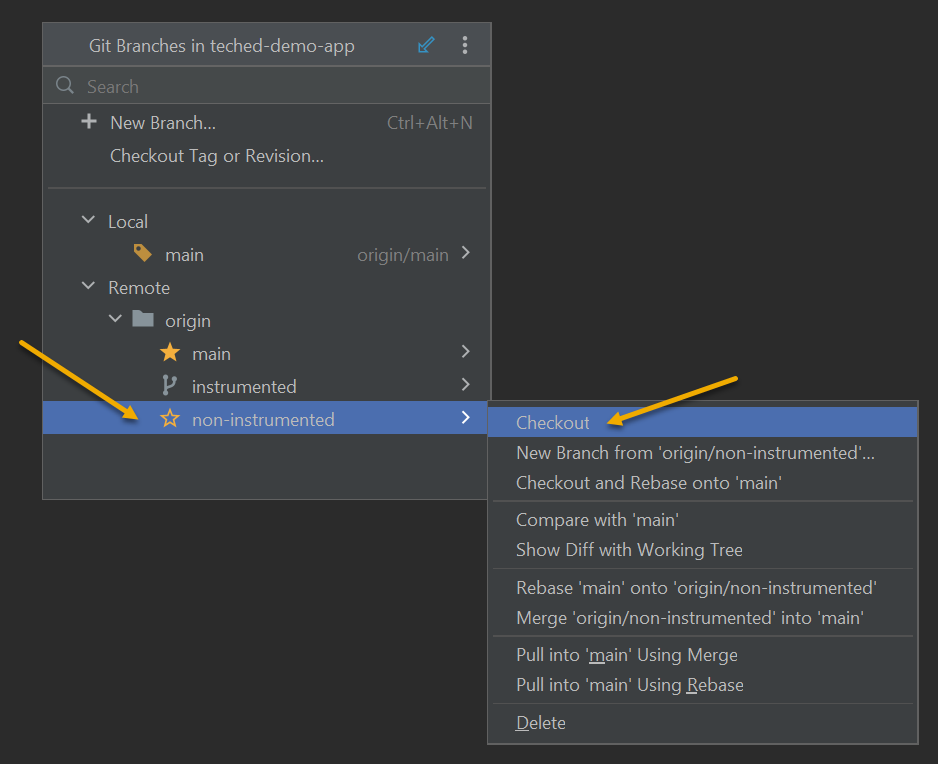 Git Branches in teched-demo-app
Search
New Branch... Ctrl+Alt+N
Checkout Tag or Revision...
Local
main origin/main
Remote
origin
main
instrumented
non-instrumented
Checkout
New Branch from 'origin/non-instrumented'...
Checkout and Rebase onto 'main'
Compare with 'main'
Show Diff with Working Tree
Rebase 'main' onto 'origin/non-instrumented'
Merge 'origin/non-instrumented' into 'main'
Pull into 'main' Using Merge
Pull into 'main' Using Rebase
Delete